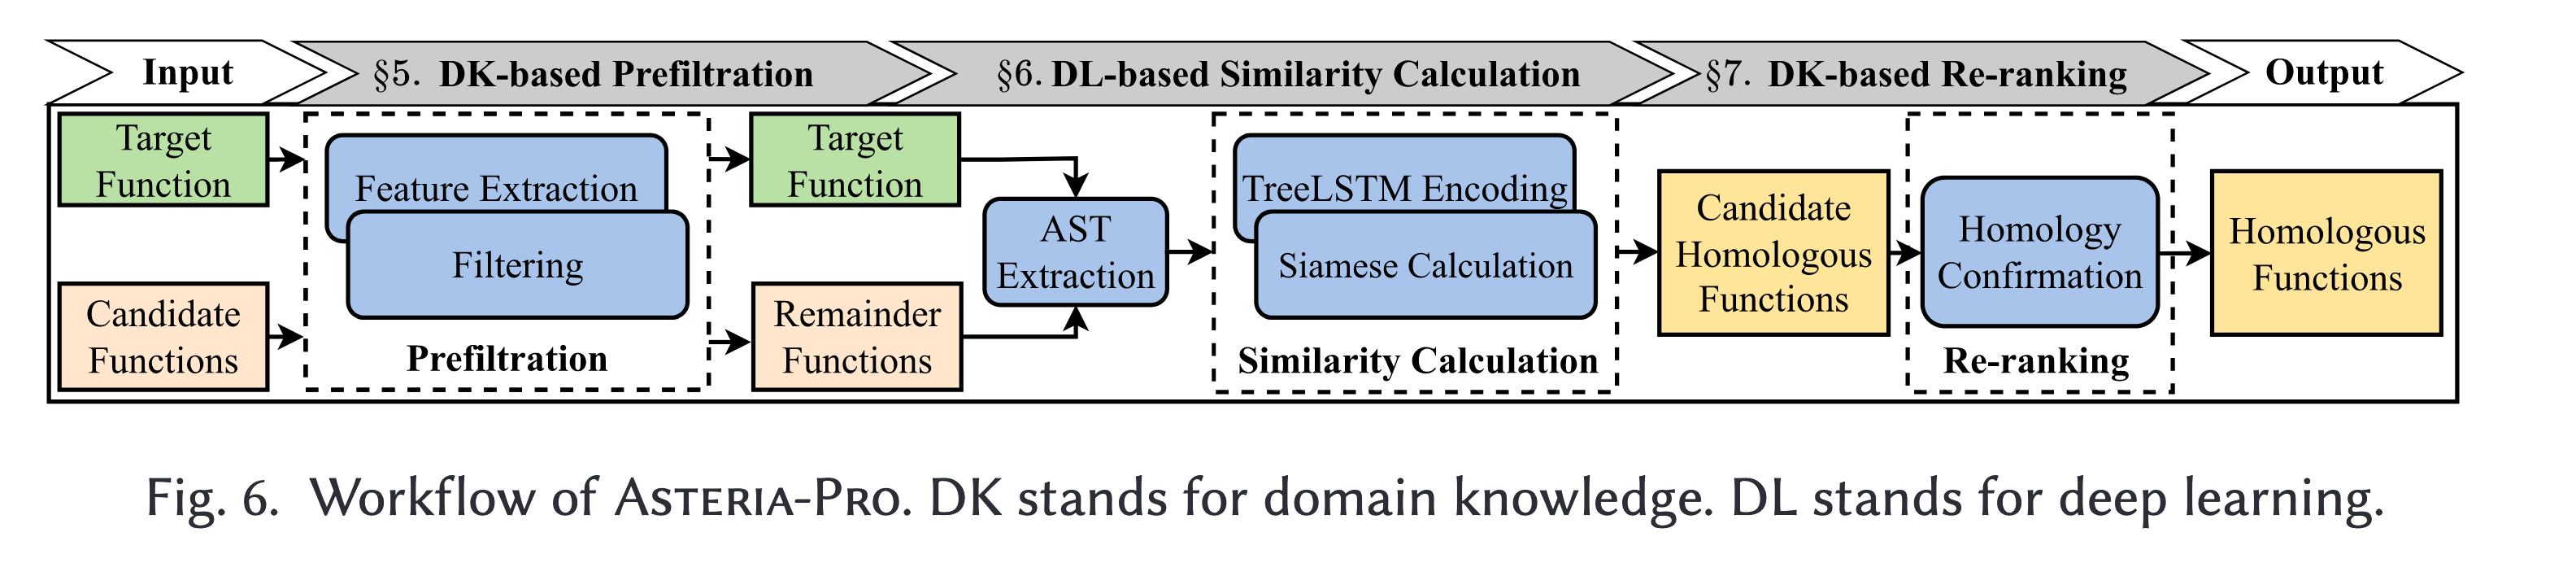 Input
§5. DK-based Prefiltration
§6. DL-based Similarity Calculation
§7. DK-based Re-ranking
Output
Target
Function
Candidate
Functions
Feature Extraction
Filtering
Prefiltration
Target
Function
Remainder
Functions
AST
Extraction
TreeLSTM Encoding
Siamese Calculation
Similarity Calculation
Candidate
Homologous
Functions
Homology
Confirmation
Re-ranking
Homologous
Functions
Fig. 6. Workflow of Asteria-Pro. DK stands for domain knowledge. DL stands for deep learning.